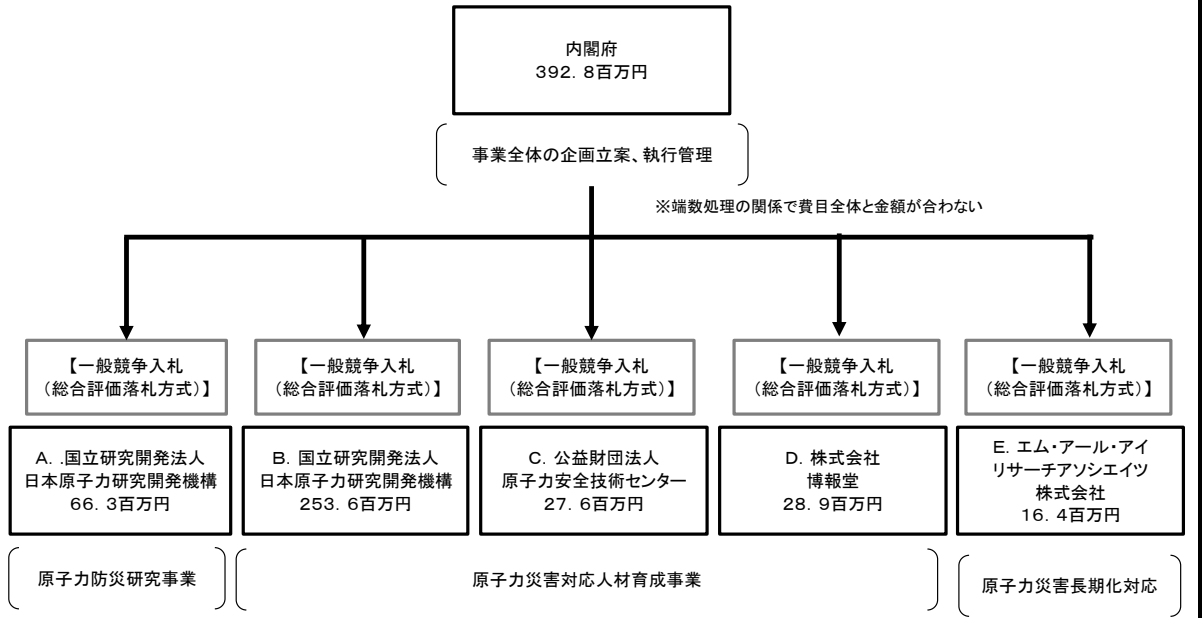 内閣府
392．8百万円
事業全体の企画立案、執行管理
※端数処理の関係で費目全体と金額が合わない
【一般競争入札
（総合評価落札方式）】
【一般競争入札
（総合評価落札方式）】
【一般競争入札
（総合評価落札方式）】
【一般競争入札
（総合評価落札方式）】
【一般競争入札
（総合評価落札方式）】
A．.国立研究開発法人
日本原子力研究開発機構
66．3百万円
B．国立研究開発法人
日本原子力研究開発機構
253．6百万円
C．公益財団法人
原子力安全技術センター
27．6百万円
D．株式会社
博報堂
28．9百万円
E．エム・アール・アイ
リサーチアソシエイツ
株式会社
16．4百万円
原子力防災研究事業
原子力災害対応人材育成事業
原子力災害長期化対応